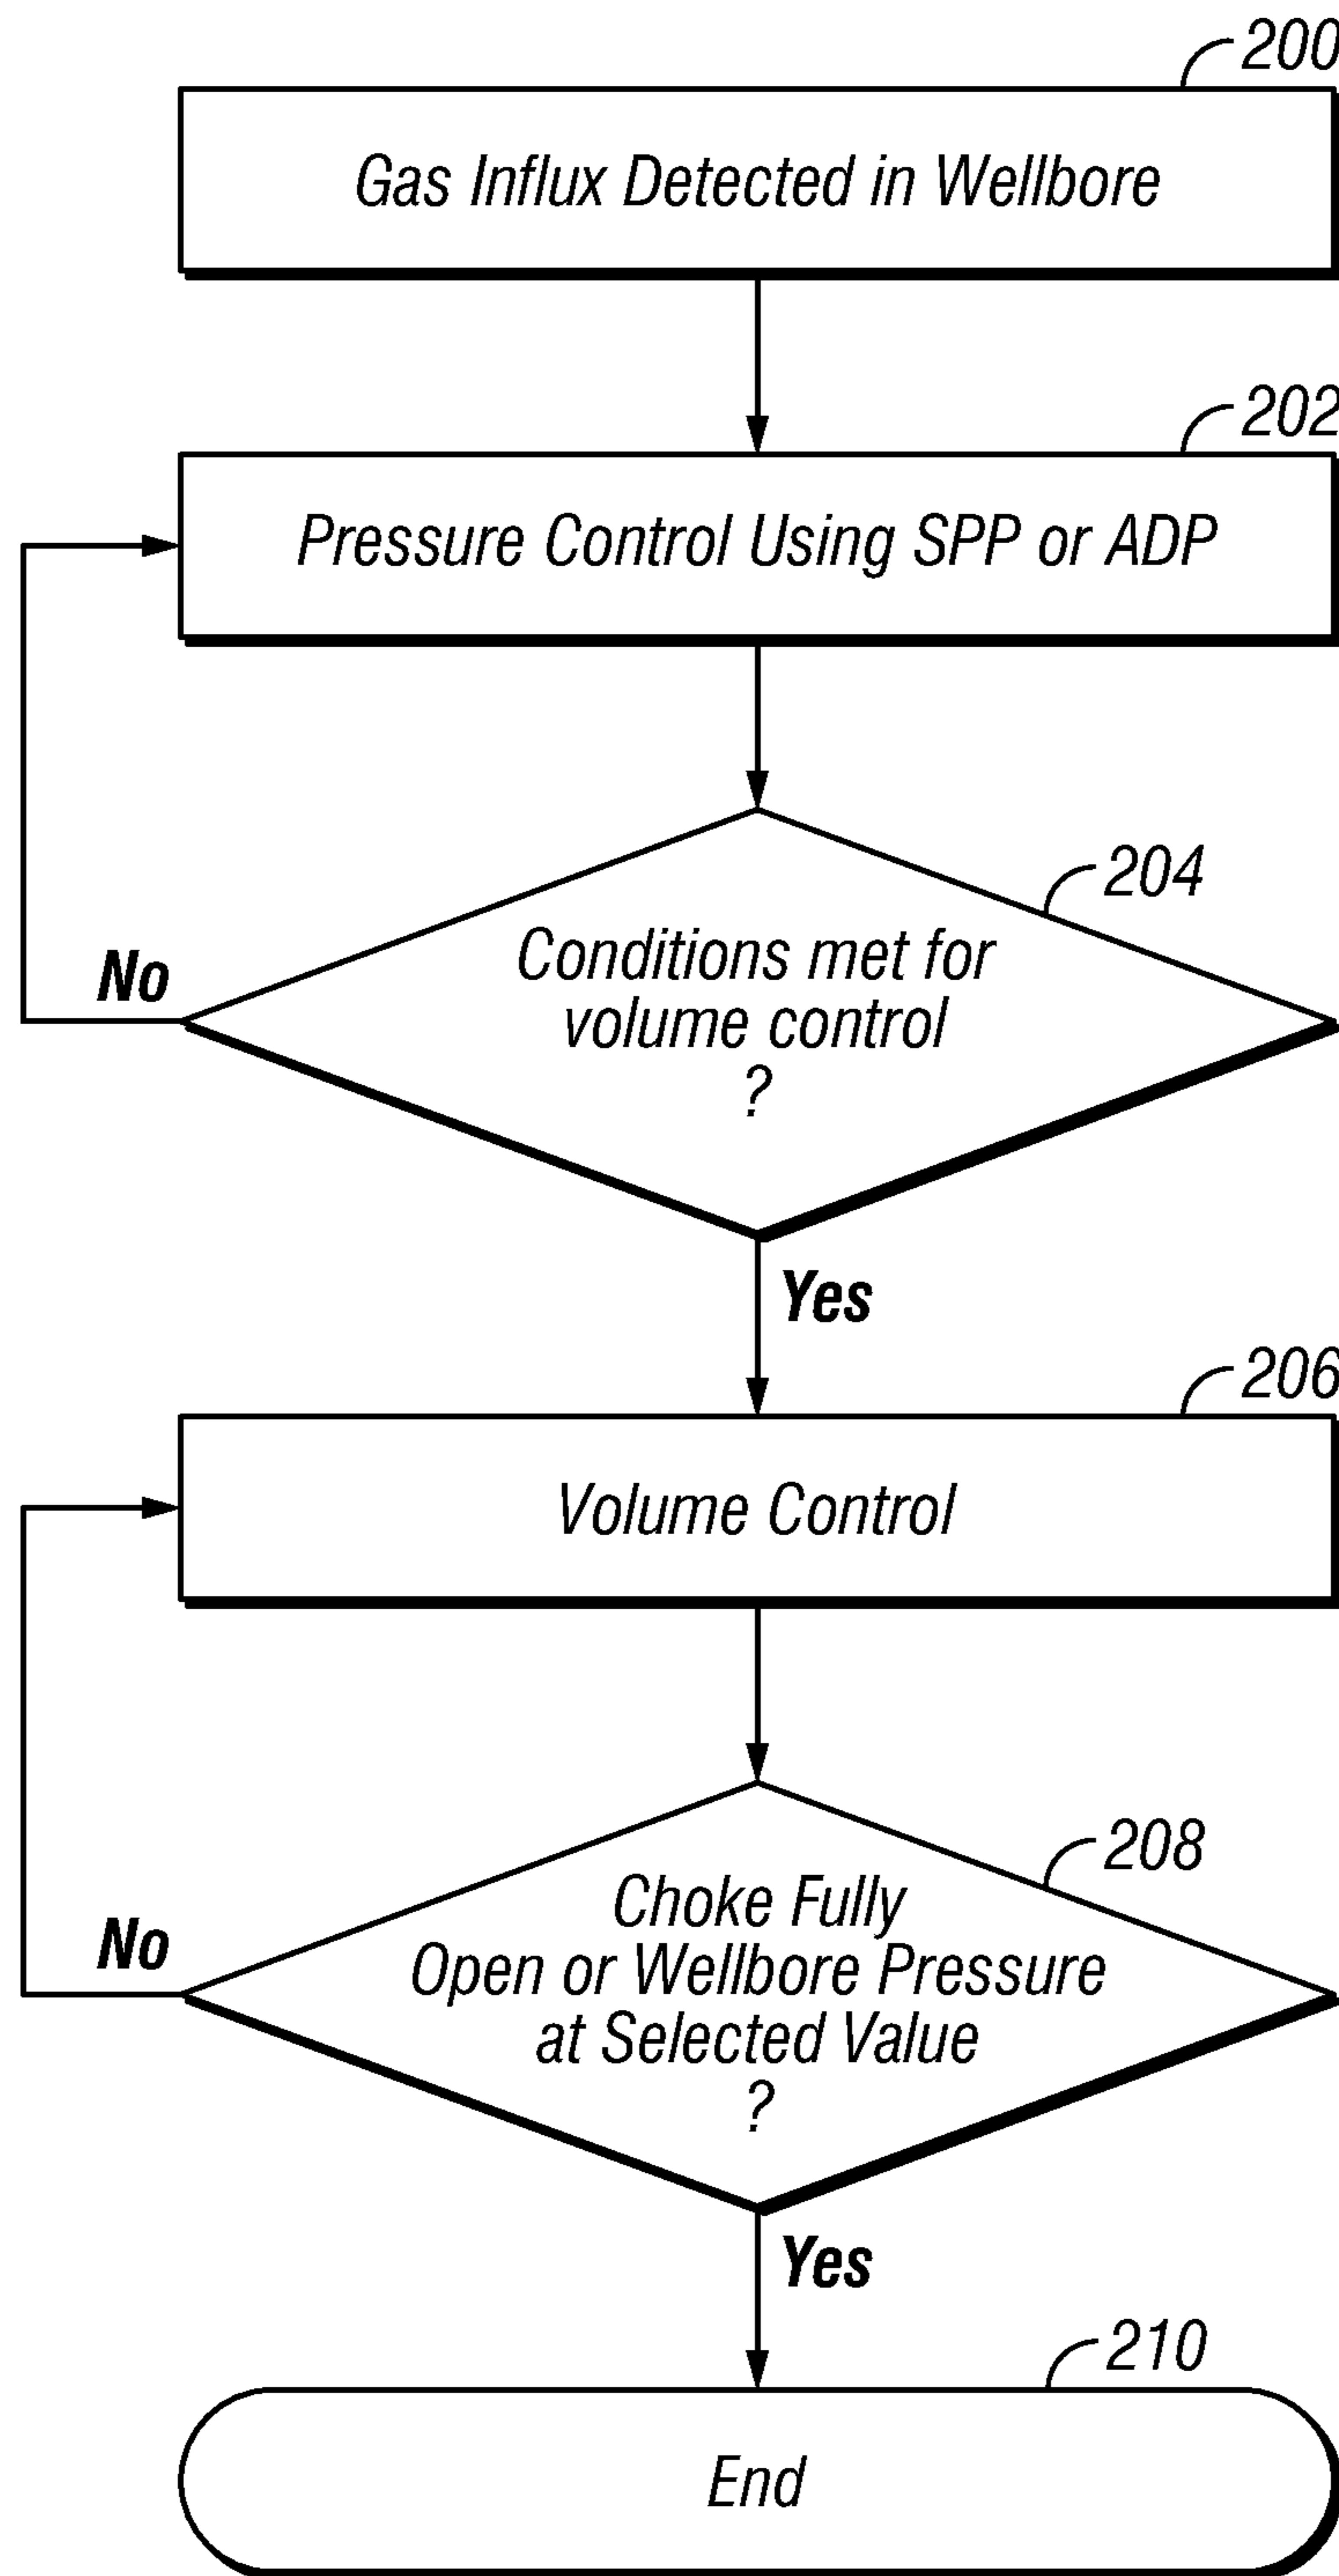 200
Gas Influx Detected in Wellbore
202
Pressure Control Using SPP or ADP
204
Conditions met for
volume control
?
No
Yes
206
Volume Control
208
Choke Fully
Open or Wellbore Pressure
at Selected Value
?
No
Yes
210
End